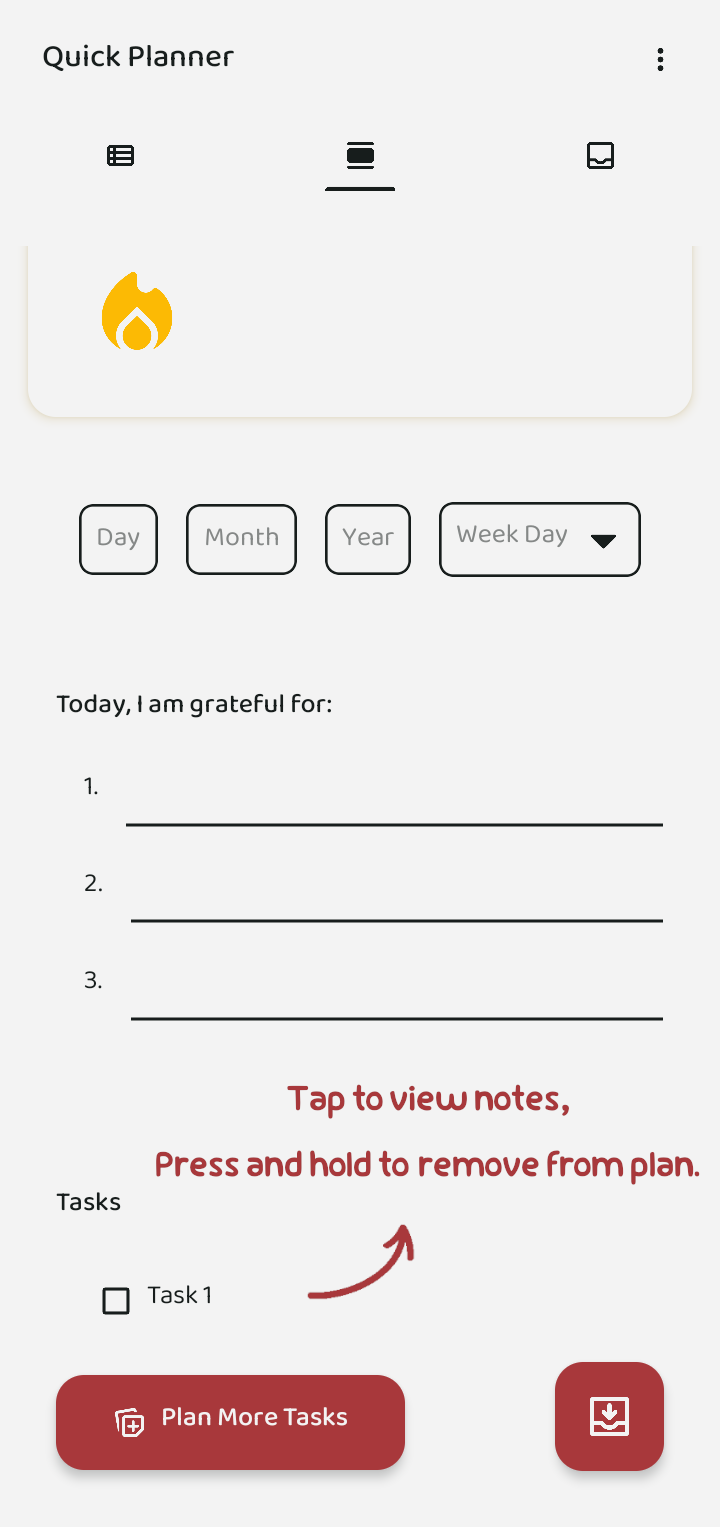 Quick Planner
Day Month Year Week Day
Today, I am grateful for:
1.
2.
3.
Tap to view notes,
Press and hold to remove from plan.
Tasks
Task 1
Plan More Tasks